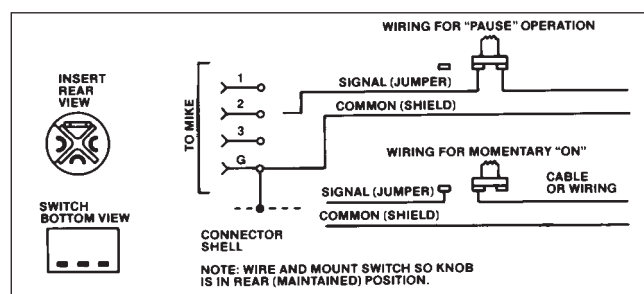 WIRING FOR "PAUSE" OPERATION
INSERT
REAR
VIEW
TO MIKE
1
2
3
G
SIGNAL (JUMPER)
COMMON (SHIELD)
WIRING FOR MOMENTARY "ON"
SIGNAL (JUMPER)
CABLE
OR WIRING
COMMON (SHIELD)
SWITCH
BOTTOM VIEW
CONNECTOR
SHELL
NOTE: WIRE AND MOUNT SWITCH SO KNOB
IS IN REAR (MAINTAINED) POSITION.